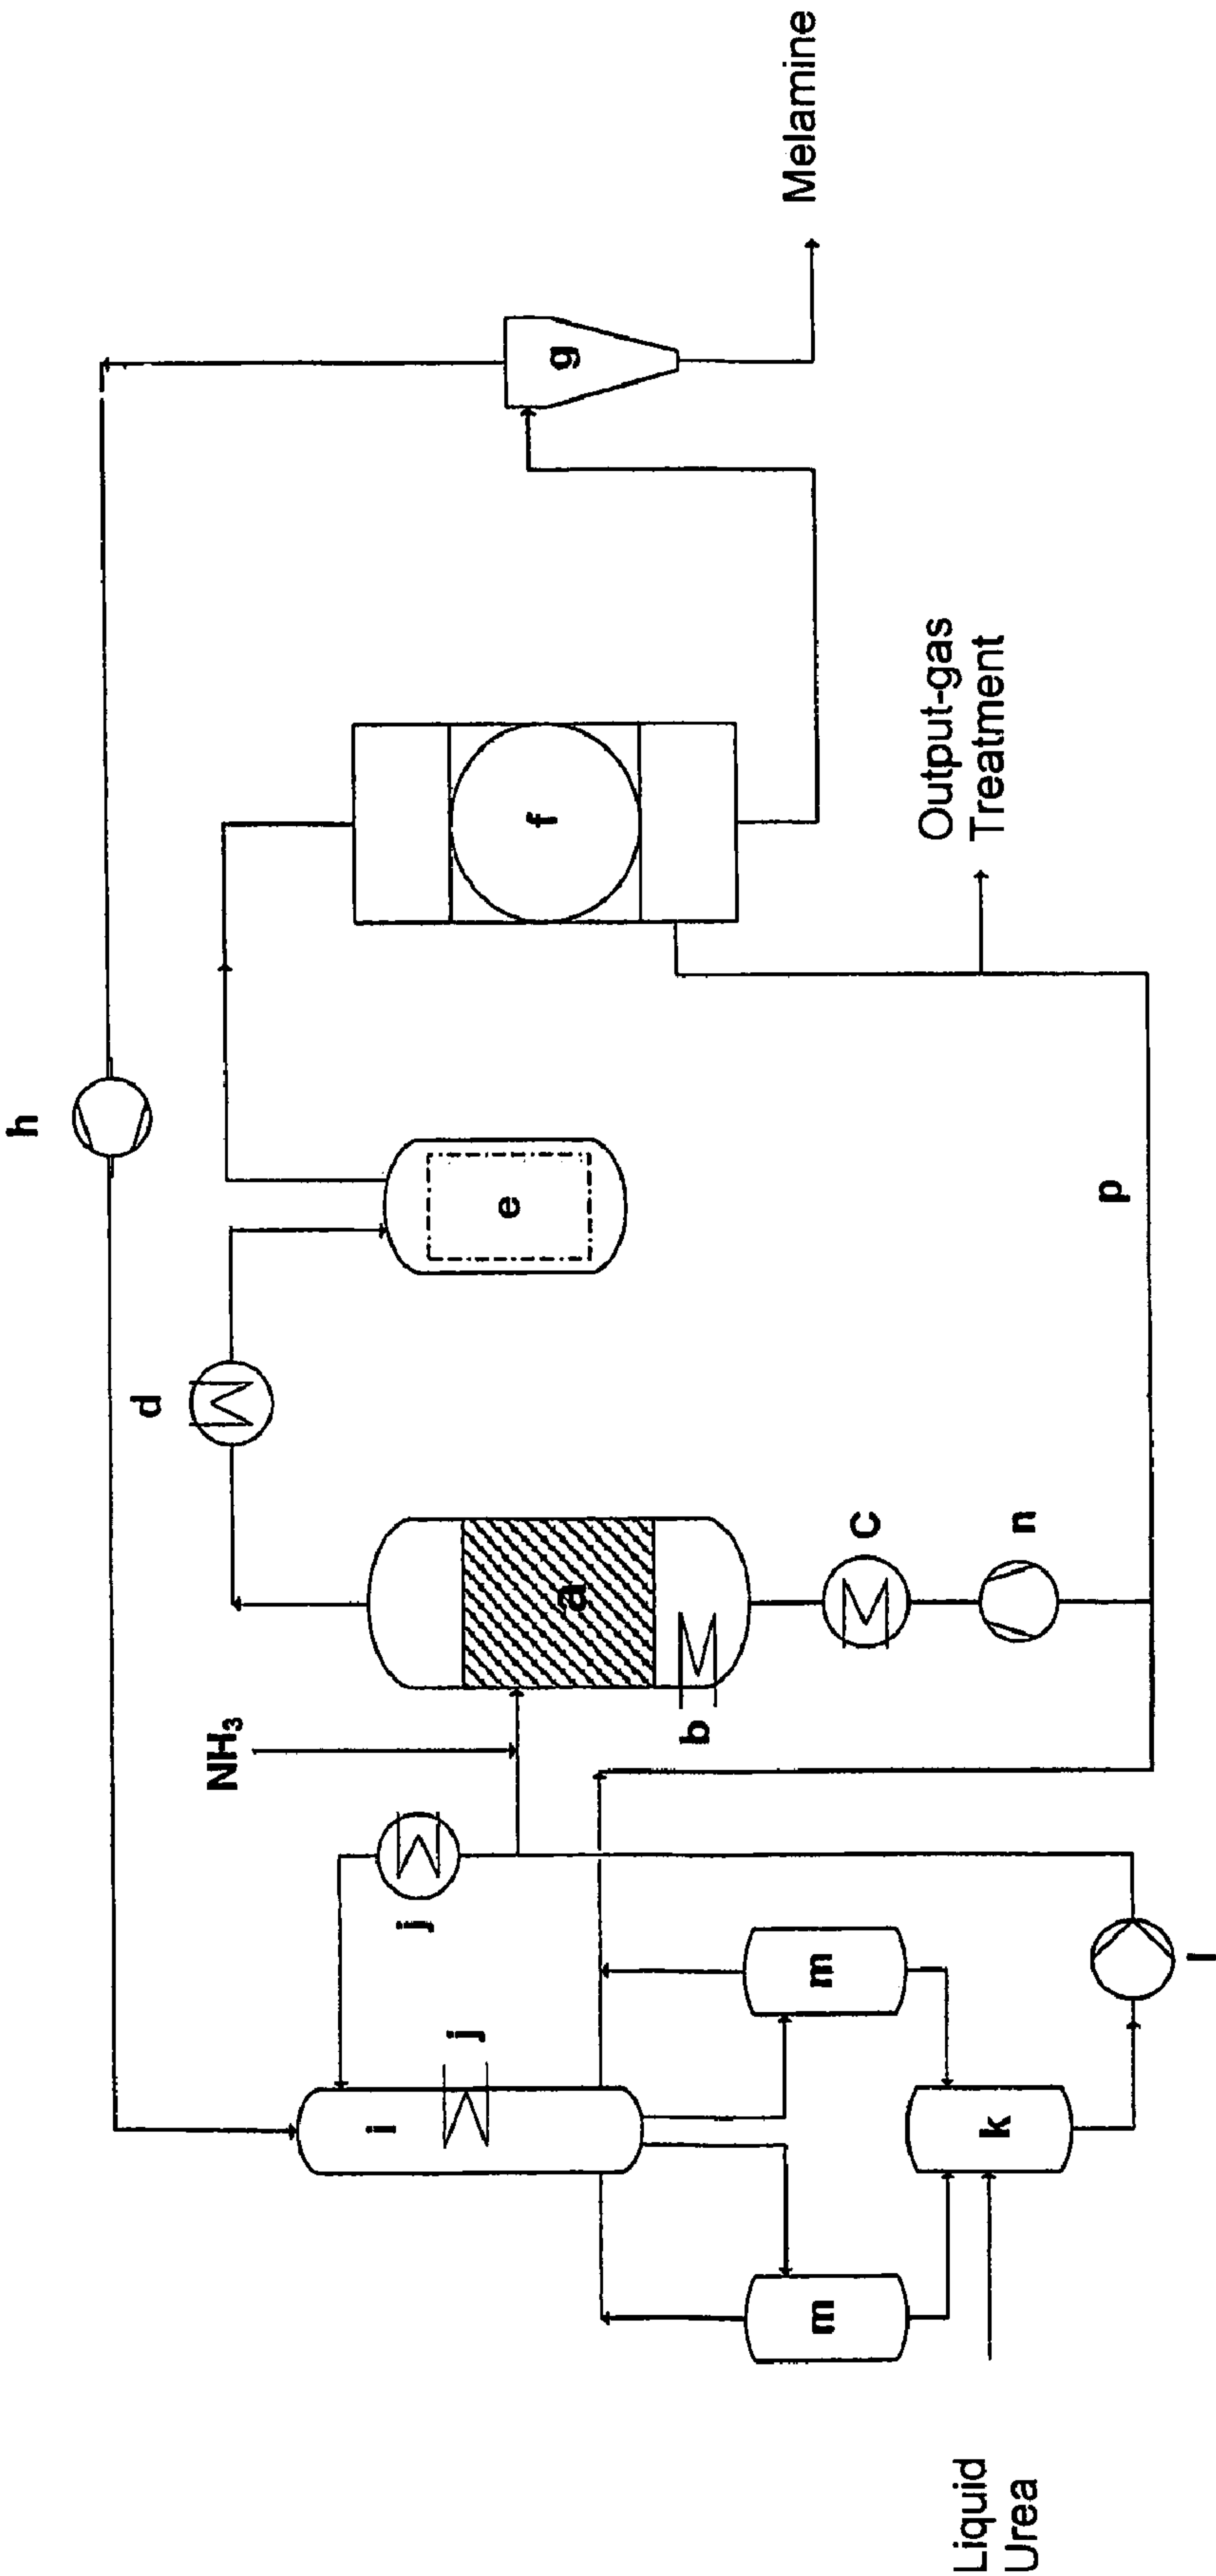 h
d
NH₃
j
i
j
a
b
C
n
e
f
g
m
m
k
l
p
Liquid
Urea
Output-gas
Treatment
Melamine